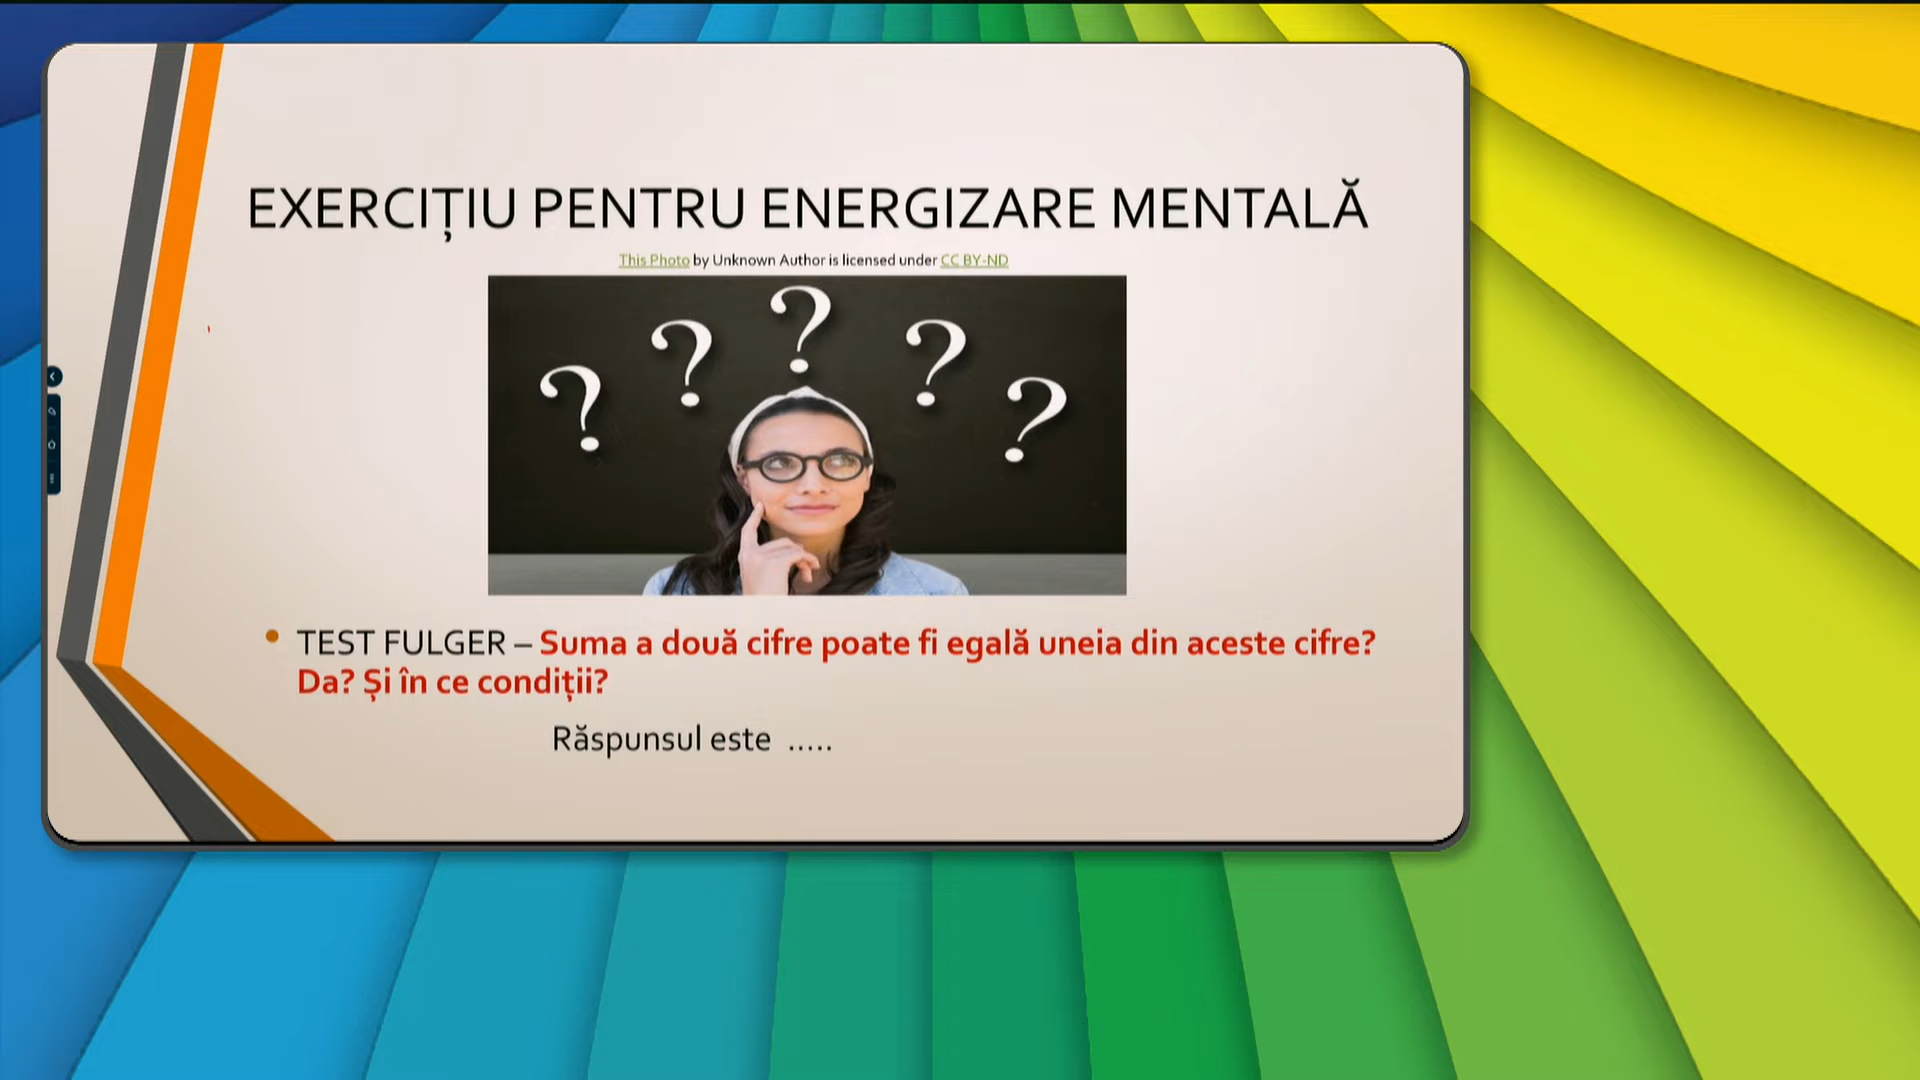 EXERCIȚIU PENTRU ENERGIZARE MENTALĂ
This Photo by Unknown Author is licensed under CC BY-ND
? ? ? ? ?
• TEST FULGER – Suma a două cifre poate fi egală uneia din aceste cifre?
Da? Și în ce condiții?
Răspunsul este .....